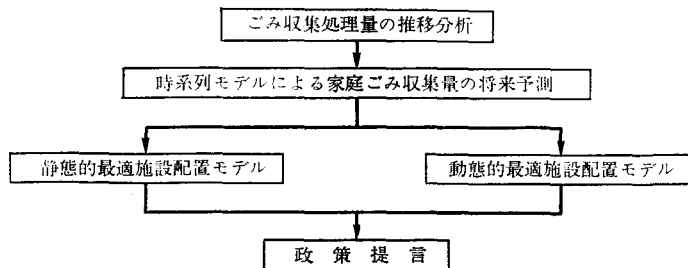 ごみ収集処理量の推移分析
時系列モデルによる家庭ごみ収集量の将来予測
静態的最適施設配置モデル
動態的最適施設配置モデル
政策提言